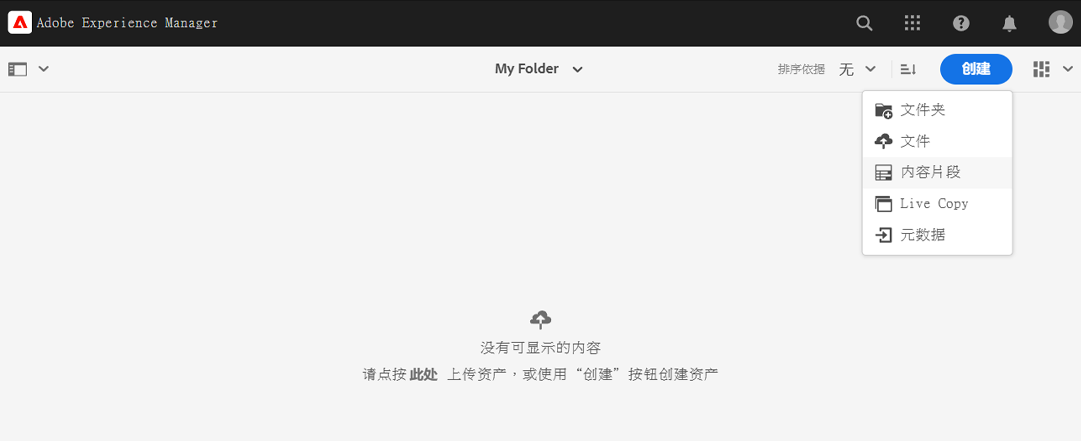 Adobe Experience Manager
My Folder 排序依据 无 创建
文件夹
文件
内容片段
Live Copy
元数据
没有可显示的内容
请点按 此处 上传资产，或使用“创建”按钮创建资产